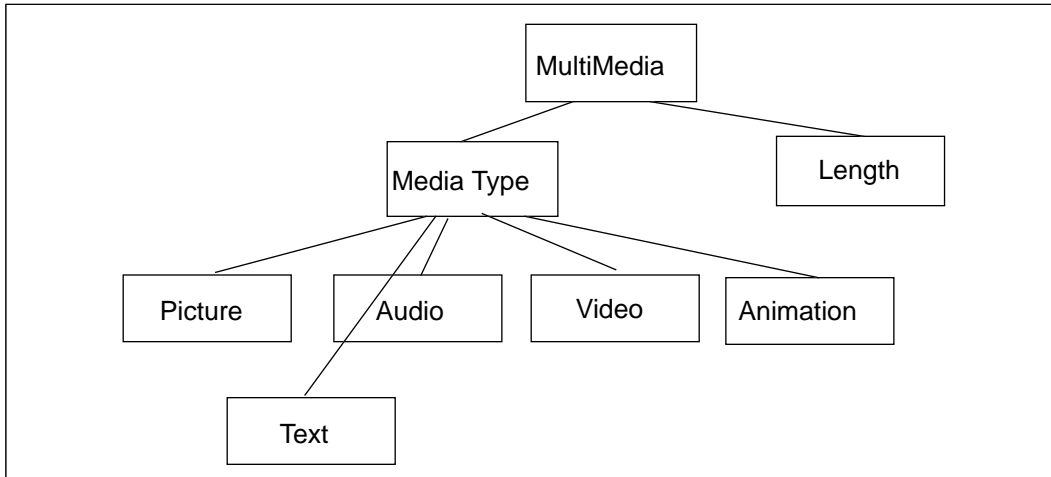 MultiMedia
Length
Media Type
Picture
Audio
Video
Animation
Text